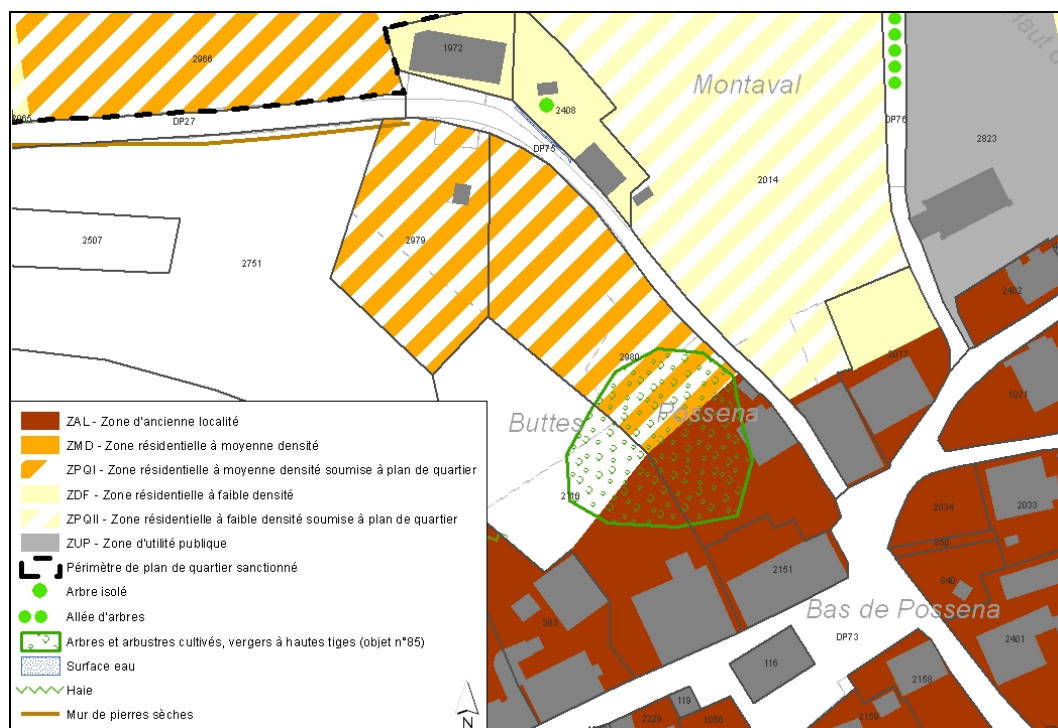 2966
1972
Haut d
2065
DP27
2408
Montaval
DP76
2823
DP75
2014
2507
2751
2979
2402
2013
1021
2980
Buttes
Possena
2110
2034
2033
850
840
2151
363
Bas de Possena
2401
DP73
116
2158
119
2229
1056
2159
ZAL - Zone d'ancienne localité
ZMD - Zone résidentielle à moyenne densité
ZPQI - Zone résidentielle à moyenne densité soumise à plan de quartier
ZDF - Zone résidentielle à faible densité
ZPQII - Zone résidentielle à faible densité soumise à plan de quartier
ZUP - Zone d'utilité publique
Périmètre de plan de quartier sanctionné
Arbre isolé
Allée d'arbres
Arbres et arbustres cultivés, vergers à hautes tiges (objet n°85)
Surface eau
Haie
Mur de pierres sèches
N